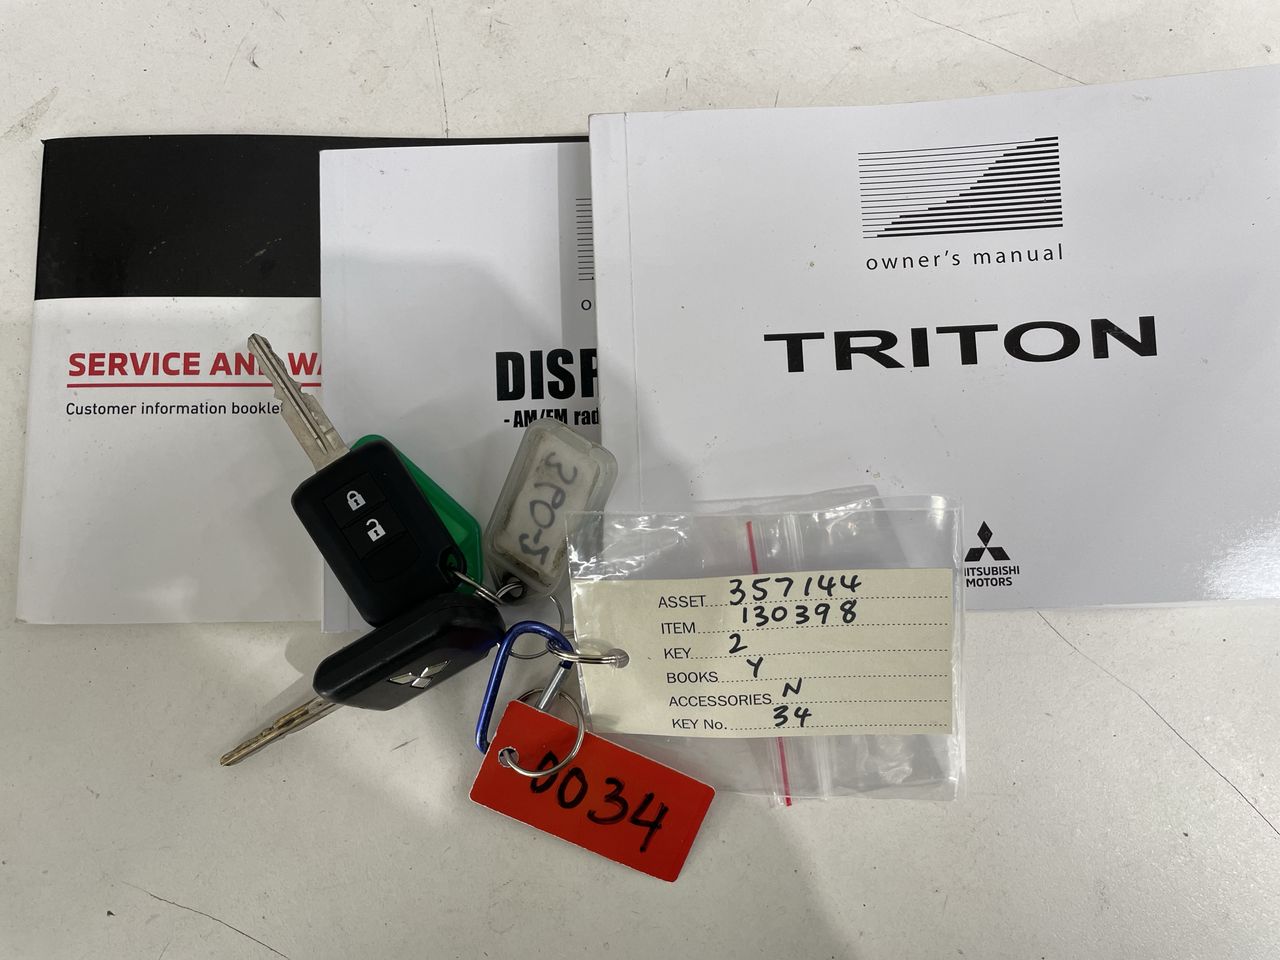 owner's manual
TRITON
MITSUBISHI
MOTORS
SERVICE AND WA
Customer information booklet
DISP
- AM/FM rad
ASSET 357144
ITEM 130398
KEY 2
BOOKS Y
ACCESSORIES N
KEY No. 34
0034